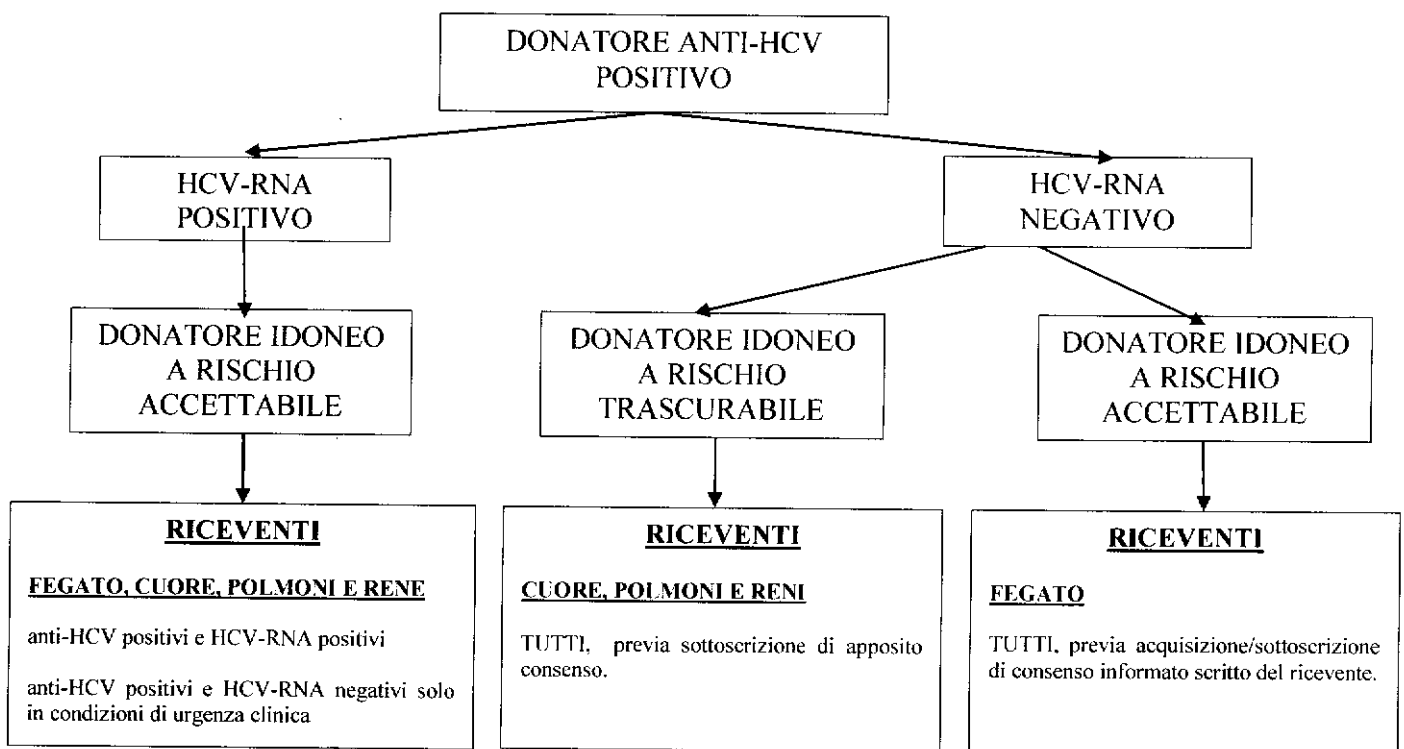 DONATORE ANTI-HCV
POSITIVO
HCV-RNA
POSITIVO
HCV-RNA
NEGATIVO
DONATORE IDONEO
A RISCHIO
ACCETTABILE
DONATORE IDONEO
A RISCHIO
TRASCURABILE
DONATORE IDONEO
A RISCHIO
ACCETTABILE
RICEVENTI
FEGATO, CUORE, POLMONI E RENE
anti-HCV positivi e HCV-RNA positivi
anti-HCV positivi e HCV-RNA negativi solo
in condizioni di urgenza clinica
RICEVENTI
CUORE, POLMONI E RENI
TUTTI, previa sottoscrizione di apposito
consenso.
RICEVENTI
FEGATO
TUTTI, previa acquisizione/sottoscrizione
di consenso informato scritto del ricevente.